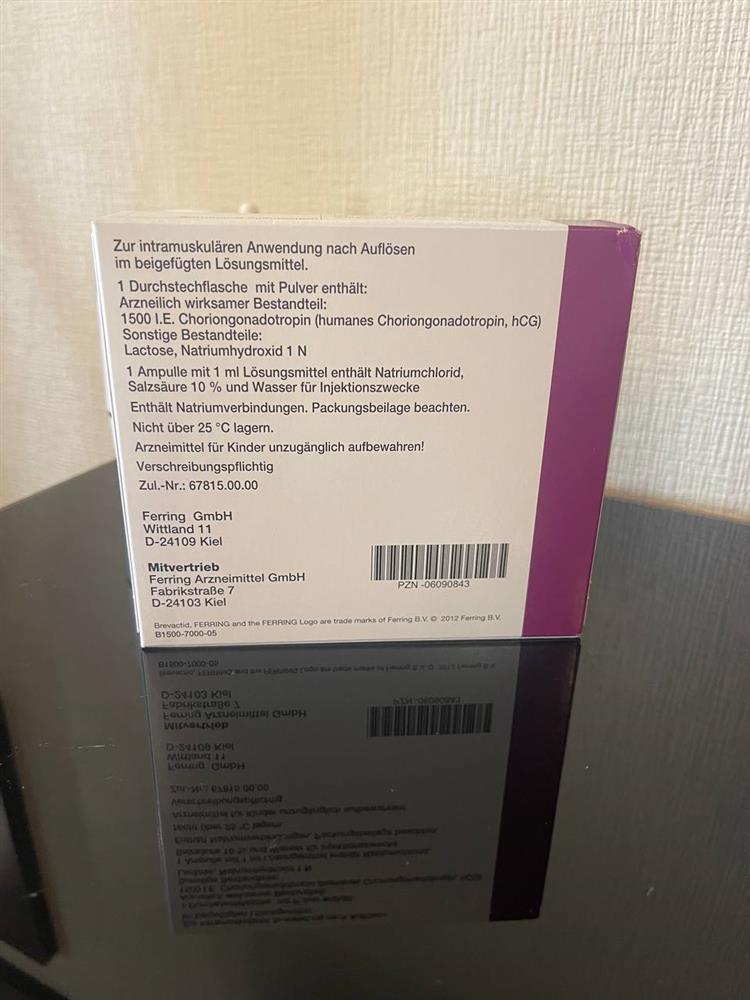 Zur intramuskulären Anwendung nach Auflösen
im beigefügten Lösungsmittel.
1 Durchstechflasche mit Pulver enthält:
Arzneilich wirksamer Bestandteil:
1500 I.E. Choriongonadotropin (humanes Choriongonadotropin, hCG)
Sonstige Bestandteile:
Lactose, Natriumhydroxid 1 N
1 Ampulle mit 1 ml Lösungsmittel enthält Natriumchlorid,
Salzsäure 10 % und Wasser für Injektionszwecke
Enthält Natriumverbindungen. Packungsbeilage beachten.
Nicht über 25 °C lagern.
Arzneimittel für Kinder unzugänglich aufbewahren!
Verschreibungspflichtig
Zul.-Nr.: 67815.00.00
Ferring GmbH
Wittland 11
D-24109 Kiel
Mitvertrieb
Ferring Arzneimittel GmbH
Fabrikstraße 7
D-24103 Kiel
PZN -06090843
Brevactid, FERRING and the FERRING Logo are trade marks of Ferring B.V. © 2012 Ferring B.V.
B1500-7000-05